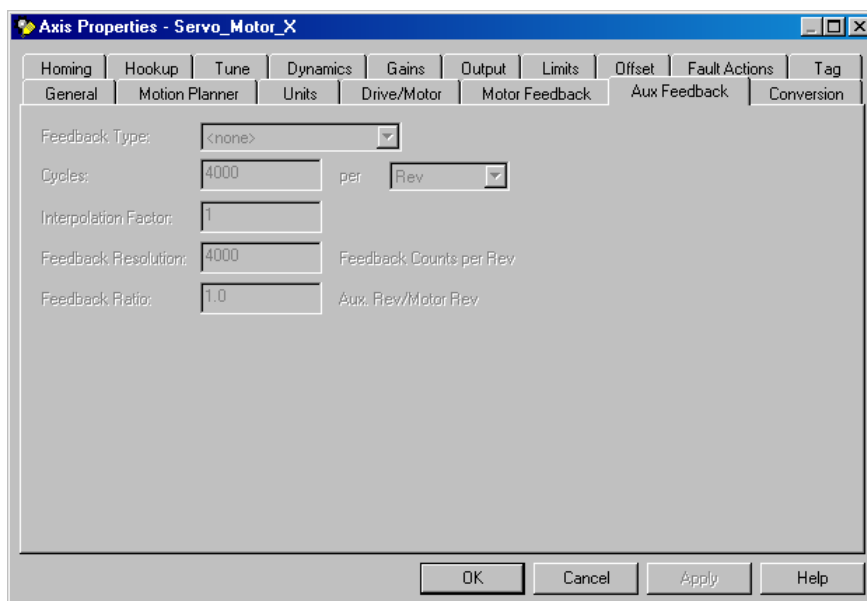 Axis Properties - Servo_Motor_X
Homing Hookup Tune Dynamics Gains Output Limits Offset Fault Actions Tag
General Motion Planner Units Drive/Motor Motor Feedback Aux Feedback Conversion
Feedback Type: <none>
Cycles: 4000 per Rev
Interpolation Factor: 1
Feedback Resolution: 4000 Feedback Counts per Rev
Feedback Ratio: 1.0 Aux. Rev/Motor Rev
OK Cancel Apply Help